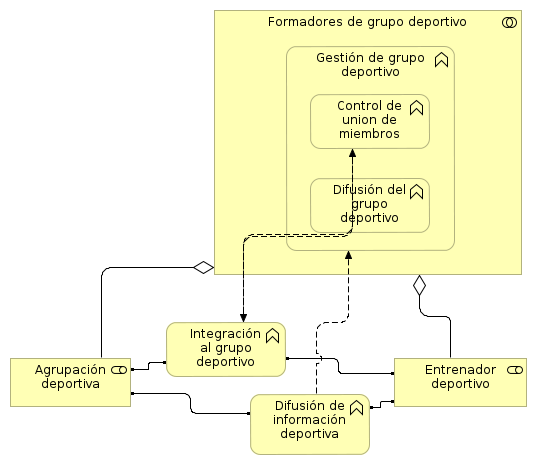 Formadores de grupo deportivo
Gestión de grupo
deportivo
Control de
union de
miembros
Difusión del
grupo
deportivo
Integración
al grupo
deportivo
Agrupación
deportiva
Entrenador
deportivo
Difusión de
información
deportiva